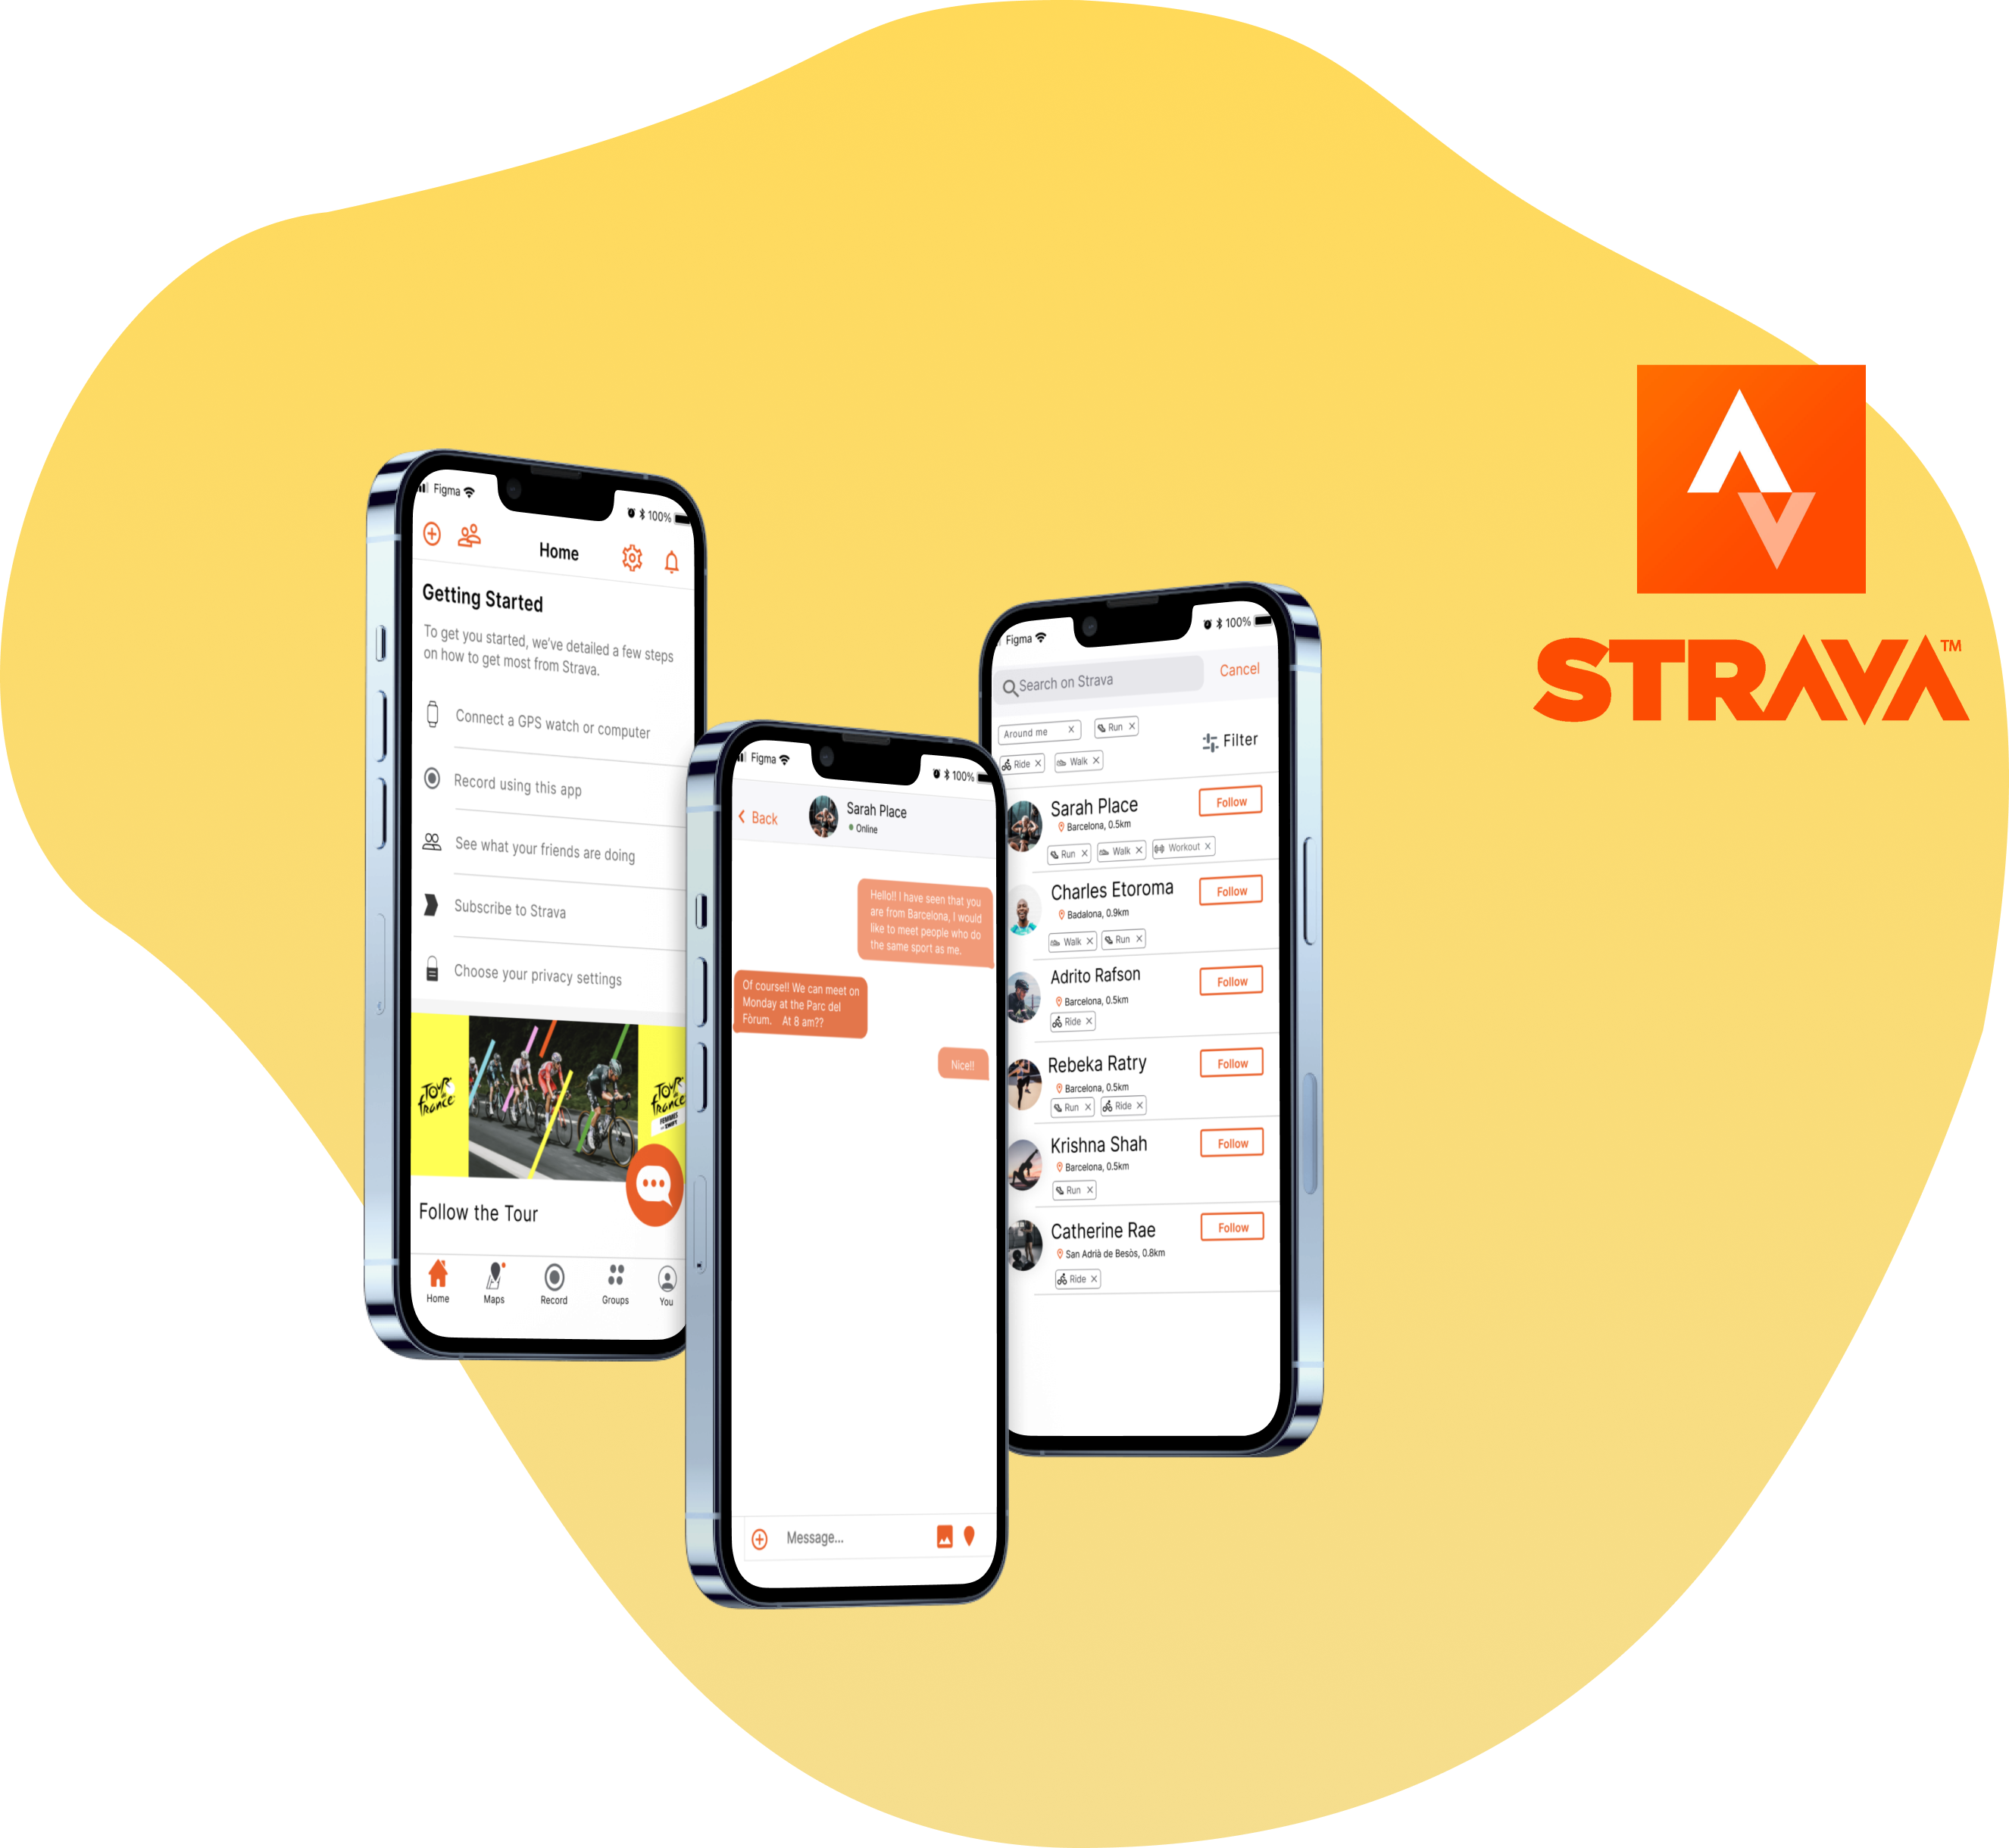 Figma
100%
Home
Getting Started
To get you started, we've detailed a few steps
on how to get most from Strava.
Connect a GPS watch or computer
Record using this app
See what your friends are doing
Subscribe to Strava
Choose your privacy settings
TOUR
de
france
TOUR
de
france
FEMMES
ZWIFT
Follow the Tour
Home
Maps
Record
Groups
You
Figma
100%
Back
Sarah Place
Online
Hello!! I have seen that you
are from Barcelona, I would
like to meet people who do
the same sport as me.
Of course!! We can meet on
Monday at the Parc del
Fòrum. At 8 am??
Nice!!
Message...
Figma
100%
Search on Strava
Cancel
Around me
Run
Ride
Walk
Filter
Sarah Place
Follow
Barcelona, 0.5km
Run
Walk
Workout
Charles Etoroma
Follow
Badalona, 0.9km
Walk
Run
Adrito Rafson
Follow
Barcelona, 0.5km
Ride
Rebeka Ratry
Follow
Barcelona, 0.5km
Run
Ride
Krishna Shah
Follow
Barcelona, 0.5km
Run
Catherine Rae
Follow
San Adrià de Besòs, 0.8km
Ride
STRAVA™